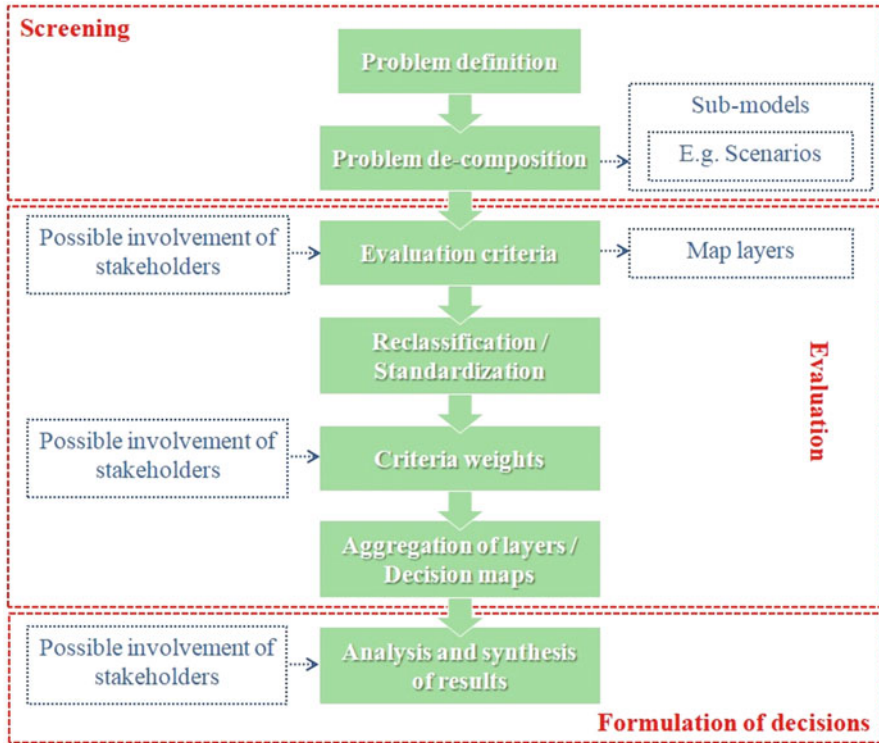 Screening
Problem definition
Sub-models
Problem de-composition
E.g. Scenarios
Possible involvement of
stakeholders
Evaluation criteria
Map layers
Reclassification /
Standardization
Evaluation
Possible involvement of
stakeholders
Criteria weights
Aggregation of layers /
Decision maps
Possible involvement of
stakeholders
Analysis and synthesis
of results
Formulation of decisions